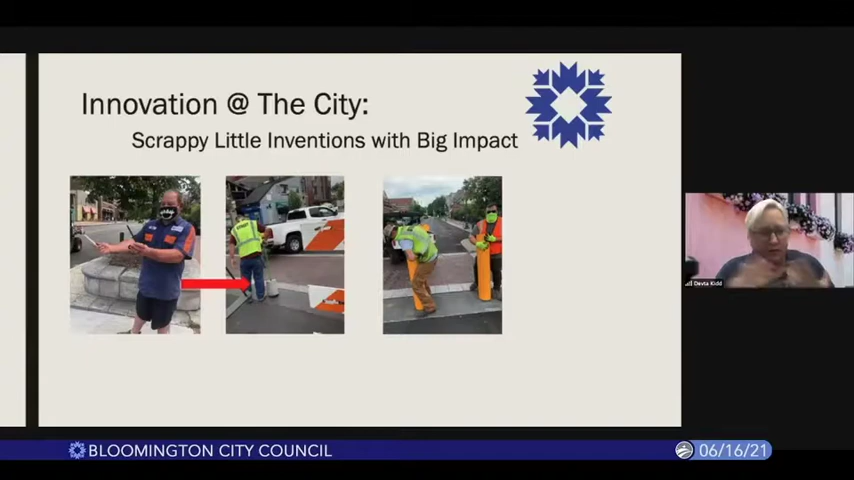 Innovation @ The City:
Scrappy Little Inventions with Big Impact
Devta Kidd
BLOOMINGTON CITY COUNCIL
06/16/21